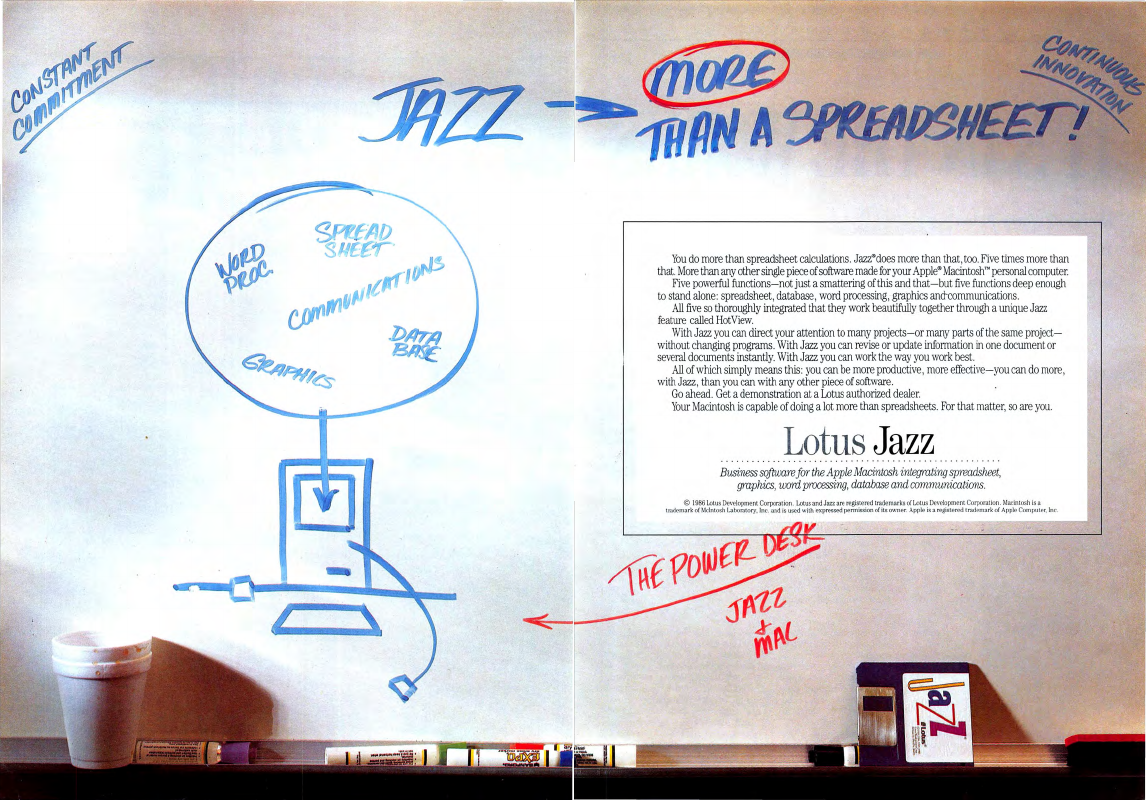 CONSTANT
COMMITMENT
JAZZ → MORE
THAN A SPREADSHEET!
CONTINUOUS
INNOVATION
WORD
PROC.
SPREAD
SHEET
COMMUNICATIONS
DATA
BASE
GRAPHICS
You do more than spreadsheet calculations. Jazz® does more than that, too. Five times more than
that. More than any other single piece of software made for your Apple® Macintosh™ personal computer.
Five powerful functions—not just a smattering of this and that—but five functions deep enough
to stand alone: spreadsheet, database, word processing, graphics and communications.
All five so thoroughly integrated that they work beautifully together through a unique Jazz
feature called HotView.
With Jazz you can direct your attention to many projects—or many parts of the same project—
without changing programs. With Jazz you can revise or update information in one document or
several documents instantly. With Jazz you can work the way you work best.
All of which simply means this: you can be more productive, more effective—you can do more,
with Jazz, than you can with any other piece of software.
Go ahead. Get a demonstration at a Lotus authorized dealer.
Your Macintosh is capable of doing a lot more than spreadsheets. For that matter, so are you.
Lotus Jazz
Business software for the Apple Macintosh integrating spreadsheet,
graphics, word processing, database and communications.
© 1986 Lotus Development Corporation. Lotus and Jazz are registered trademarks of Lotus Development Corporation. Macintosh is a
trademark of McIntosh Laboratory, Inc. and is used with expressed permission of its owner. Apple is a registered trademark of Apple Computer, Inc.
THE POWER DESK
JAZZ
+
MAC
Jazz
Lotus®
EXPO